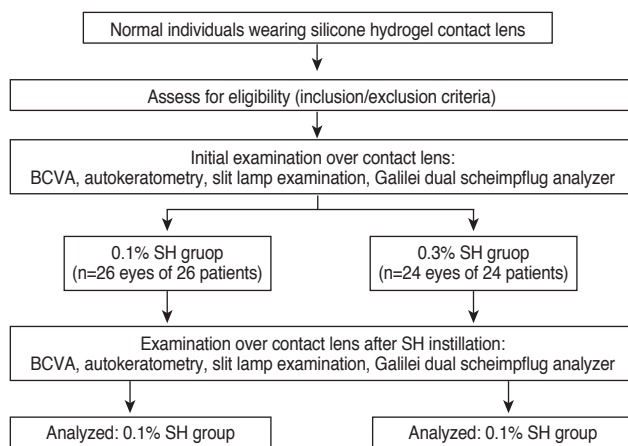 Normal individuals wearing silicone hydrogel contact lens
Assess for eligibility (inclusion/exclusion criteria)
Initial examination over contact lens:
BCVA, autokeratometry, slit lamp examination, Galilei dual scheimpflug analyzer
0.1% SH gruop
(n=26 eyes of 26 patients)
0.3% SH gruop
(n=24 eyes of 24 patients)
Examination over contact lens after SH instillation:
BCVA, autokeratometry, slit lamp examination, Galilei dual scheimpflug analyzer
Analyzed: 0.1% SH group
Analyzed: 0.1% SH group